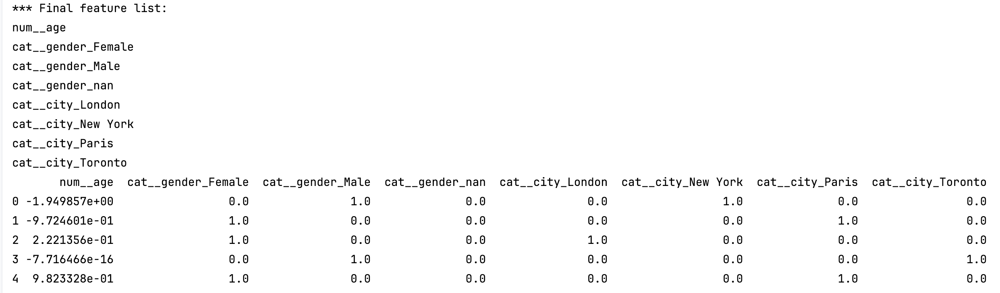 *** Final feature list:
num__age
cat__gender_Female
cat__gender_Male
cat__gender_nan
cat__city_London
cat__city_New York
cat__city_Paris
cat__city_Toronto
       num__age  cat__gender_Female  cat__gender_Male  cat__gender_nan  cat__city_London  cat__city_New York  cat__city_Paris  cat__city_Toronto
0 -1.949857e+00                 0.0               1.0              0.0               0.0                 1.0              0.0                0.0
1 -9.724601e-01                 1.0               0.0              0.0               0.0                 0.0              1.0                0.0
2  2.221356e-01                 1.0               0.0              0.0               1.0                 0.0              0.0                0.0
3 -7.716466e-16                 0.0               1.0              0.0               0.0                 0.0              0.0                1.0
4  9.823328e-01                 1.0               0.0              0.0               0.0                 0.0              1.0                0.0